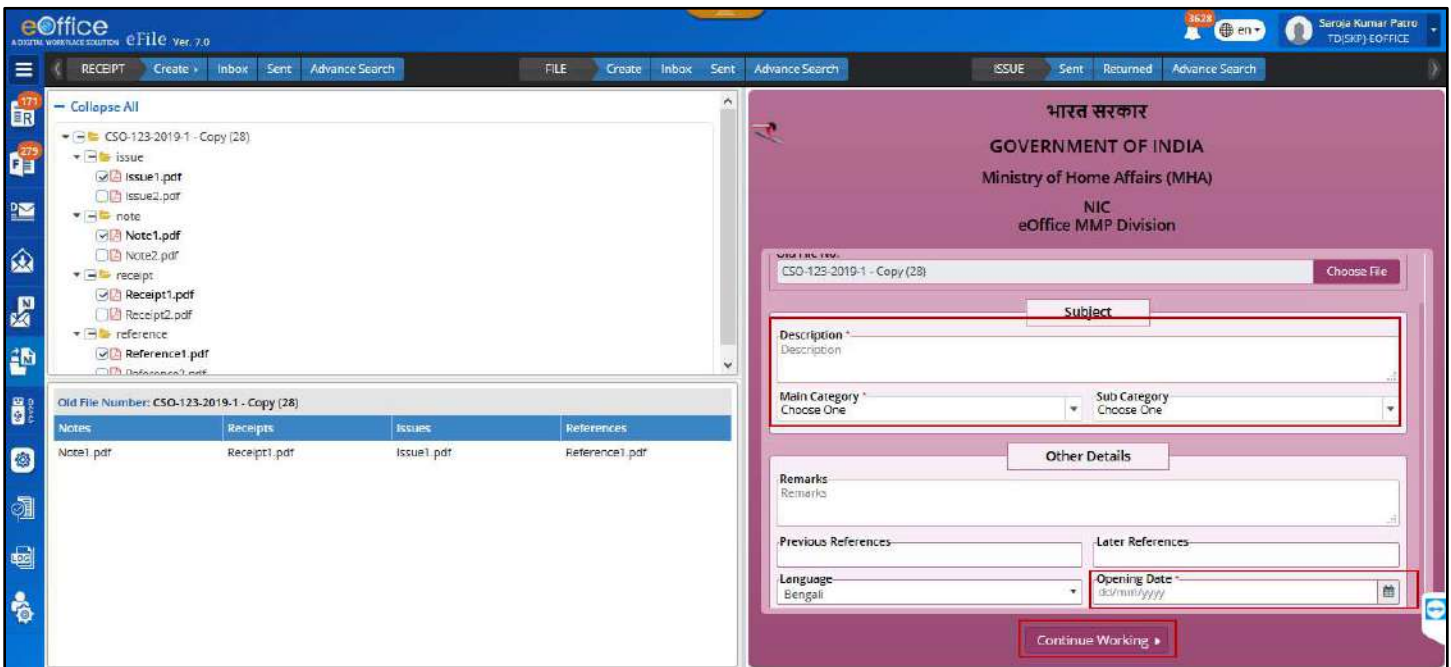 eOffice
A DIGITAL WORKPLACE SOLUTION eFile Ver. 7.0
3628
en
Saroja Kumar Patro
TD(SKP)-EOFFICE
RECEIPT Create Inbox Sent Advance Search FILE Create Inbox Sent Advance Search ISSUE Sent Returned Advance Search
171
279
Collapse All
CSO-123-2019-1 - Copy (28)
issue
Issue1.pdf
Issue2.pdf
note
Note1.pdf
Note2.pdf
receipt
Receipt1.pdf
Receipt2.pdf
reference
Reference1.pdf
Reference2.pdf
Old File Number: CSO-123-2019-1 - Copy (28)
Notes Receipts Issues References
Note1.pdf Receipt1.pdf Issue1.pdf Reference1.pdf
भारत सरकार
GOVERNMENT OF INDIA
Ministry of Home Affairs (MHA)
NIC
eOffice MMP Division
Old File No.
CSO-123-2019-1 - Copy (28) Choose File
Subject
Description *
Description
Main Category * Sub Category
Choose One Choose One
Other Details
Remarks
Remarks
Previous References Later References
Language Opening Date *
Bengali dd/mm/yyyy
Continue Working